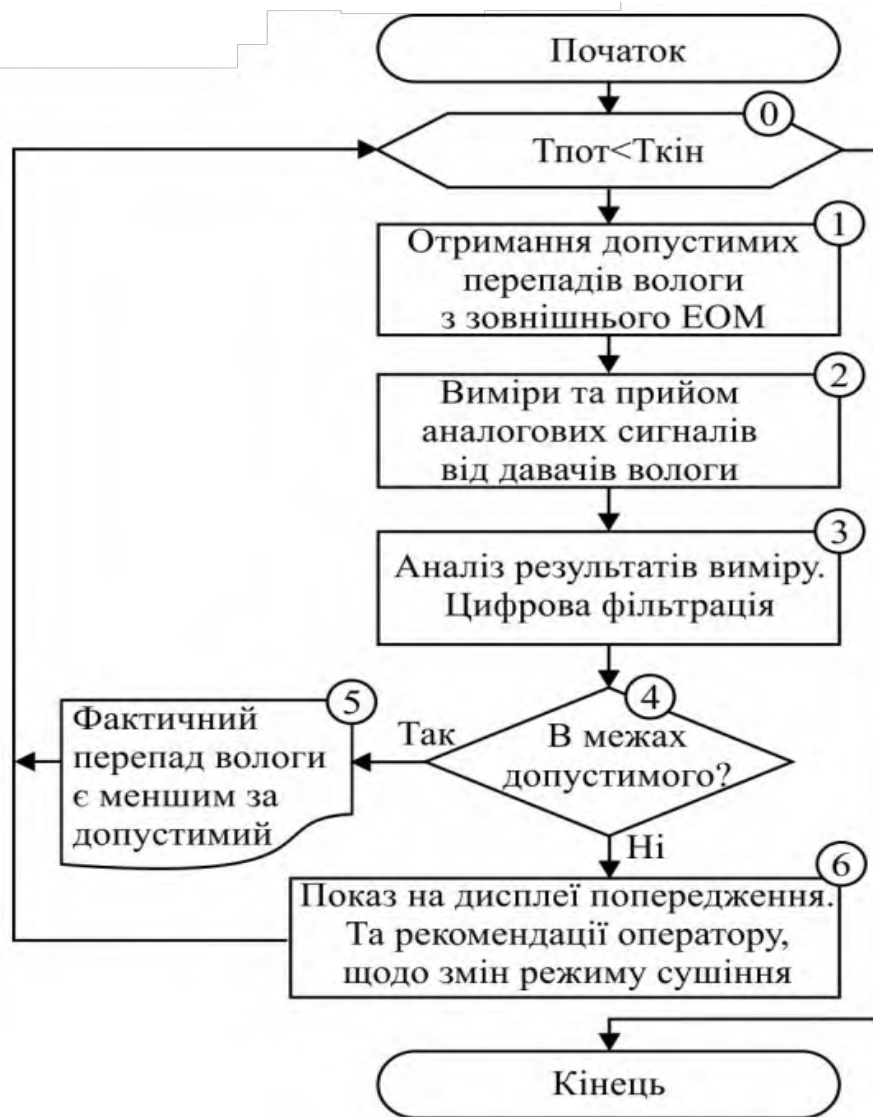 Початок
0
Тпот<Ткін
1
Отримання допустимих
перепадів вологи
з зовнішнього ЕОМ
2
Виміри та прийом
аналогових сигналів
від давачів вологи
3
Аналіз результатів виміру.
Цифрова фільтрація
4
В межах
допустимого?
Так
5
Фактичний
перепад вологи
є меншим за
допустимий
Ні
6
Показ на дисплеї попередження.
Та рекомендації оператору,
щодо змін режиму сушіння
Кінець